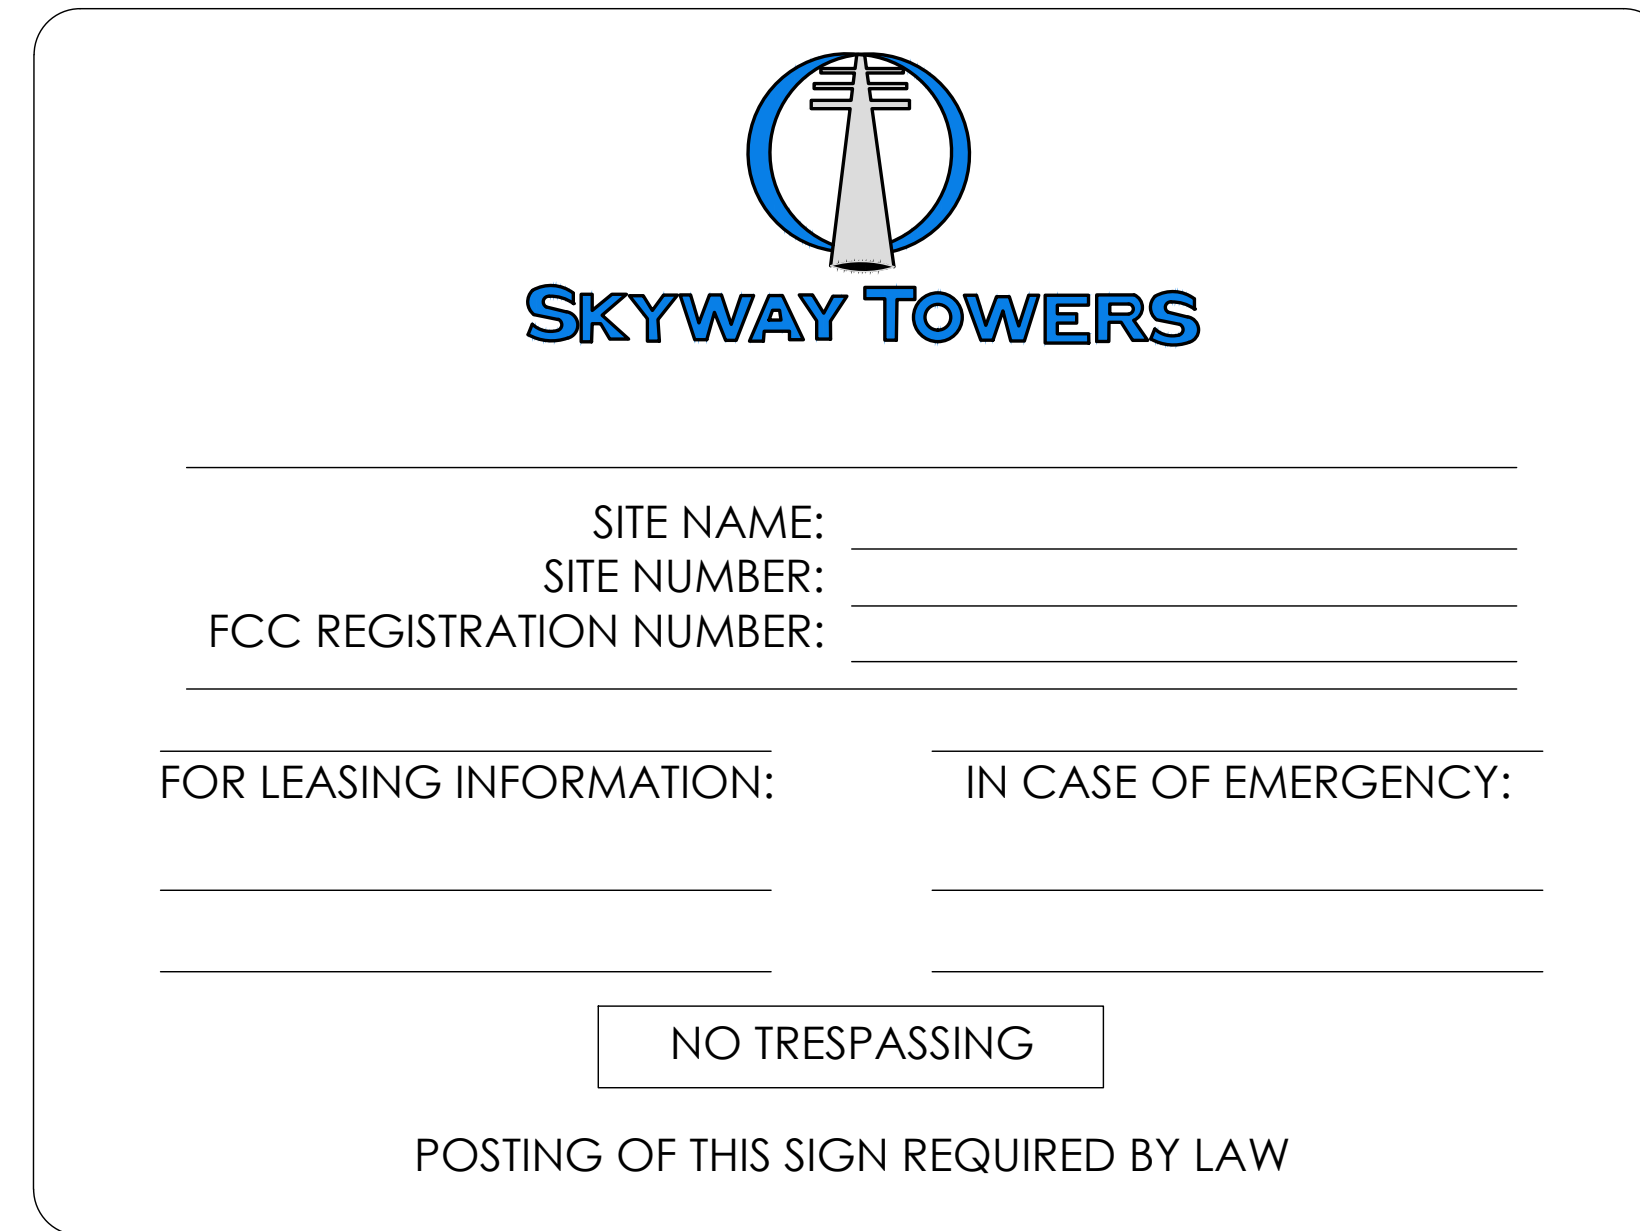 SKYWAY TOWERS
SITE NAME:
SITE NUMBER:
FCC REGISTRATION NUMBER:
FOR LEASING INFORMATION:
IN CASE OF EMERGENCY:
NO TRESPASSING
POSTING OF THIS SIGN REQUIRED BY LAW